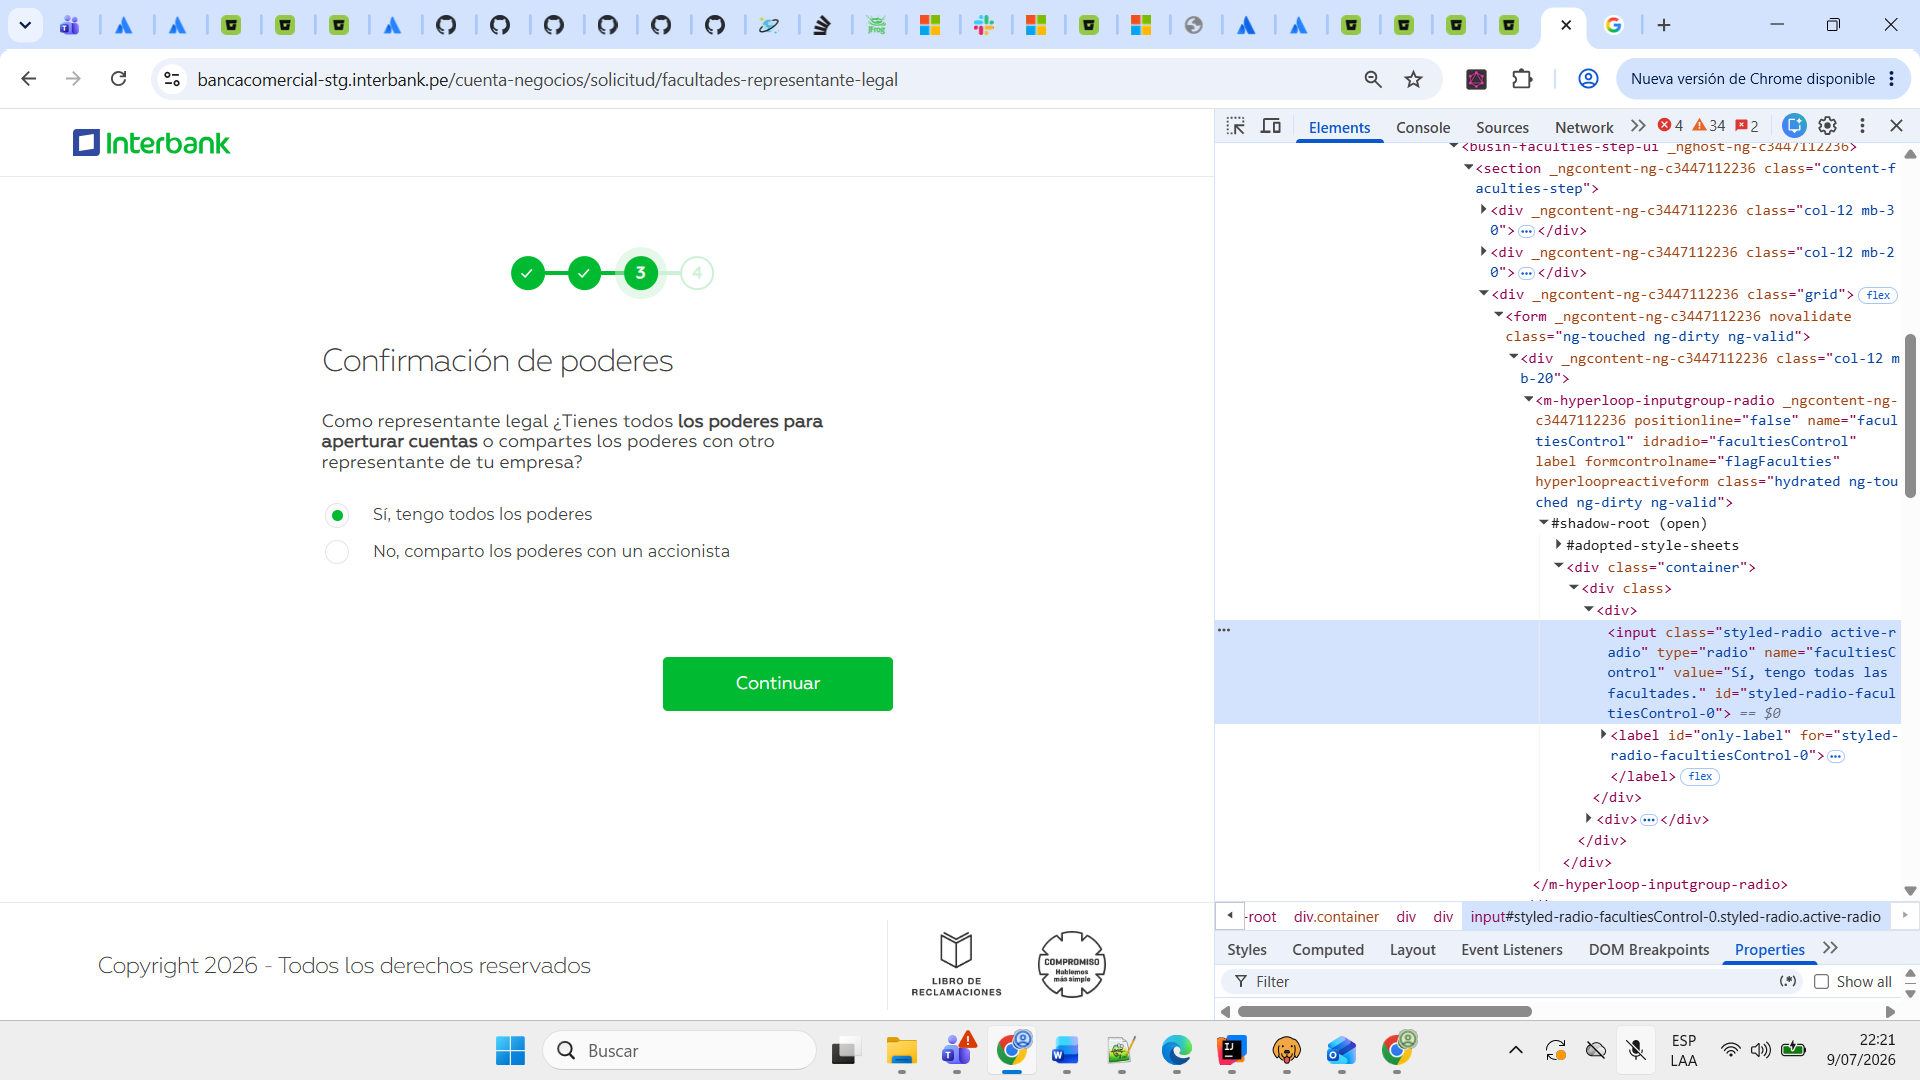 bancacomercial-stg.interbank.pe/cuenta-negocios/solicitud/facultades-representante-legal
Nueva versión de Chrome disponible
Interbank
3
4
Confirmación de poderes
Como representante legal ¿Tienes todos los poderes para
aperturar cuentas o compartes los poderes con otro
representante de tu empresa?
Sí, tengo todos los poderes
No, comparto los poderes con un accionista
Continuar
Copyright 2026 - Todos los derechos reservados
LIBRO DE
RECLAMACIONES
COMPROMISO
Hablemos
más simple
Elements
Console
Sources
Network
4
34
2
<busin-faculties-step-ui _nghost-ng-c3447112236>
<section _ngcontent-ng-c3447112236 class="content-f
aculties-step">
<div _ngcontent-ng-c3447112236 class="col-12 mb-3
0"> ••• </div>
<div _ngcontent-ng-c3447112236 class="col-12 mb-2
0"> ••• </div>
<div _ngcontent-ng-c3447112236 class="grid"> flex
<form _ngcontent-ng-c3447112236 novalidate
class="ng-touched ng-dirty ng-valid">
<div _ngcontent-ng-c3447112236 class="col-12 m
b-20">
<m-hyperloop-inputgroup-radio _ngcontent-ng-
c3447112236 positionline="false" name="facul
tiesControl" idradio="facultiesControl"
label formcontrolname="flagFaculties"
hyperloopreactiveform class="hydrated ng-tou
ched ng-dirty ng-valid">
#shadow-root (open)
#adopted-style-sheets
<div class="container">
<div class>
<div>
<input class="styled-radio active-r
adio" type="radio" name="facultiesC
ontrol" value="Sí, tengo todas las
facultades." id="styled-radio-facul
tiesControl-0"> == $0
<label id="only-label" for="styled-
radio-facultiesControl-0"> •••
</label> flex
</div>
<div> ••• </div>
</div>
</div>
</m-hyperloop-inputgroup-radio>
-root div.container div div input#styled-radio-facultiesControl-0.styled-radio.active-radio
Styles
Computed
Layout
Event Listeners
DOM Breakpoints
Properties
Filter
(.*)
Show all
Buscar
ESP
LAA
22:21
9/07/2026